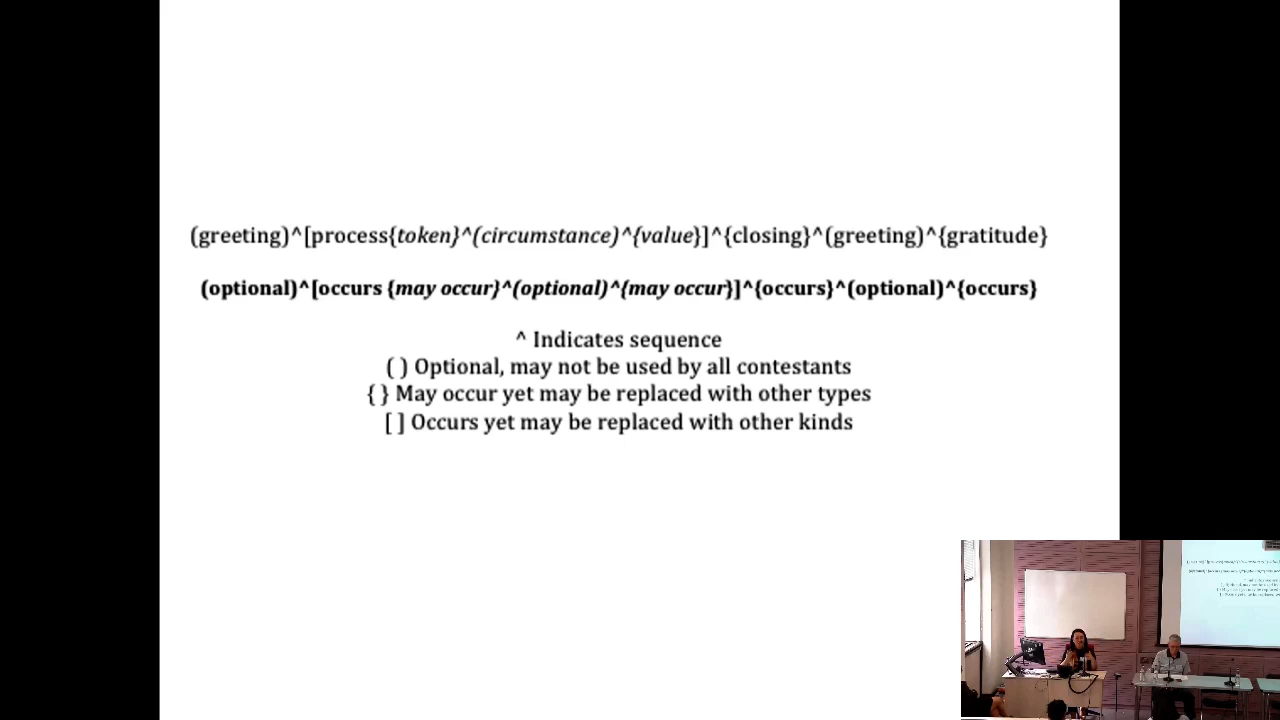 (greeting)^[process{token}^(circumstance)^{value}]^{closing}^(greeting)^{gratitude}
(optional)^[occurs {may occur}^(optional)^{may occur}]^{occurs}^(optional)^{occurs}
^ Indicates sequence
( ) Optional, may not be used by all contestants
{ } May occur yet may be replaced with other types
[ ] Occurs yet may be replaced with other kinds